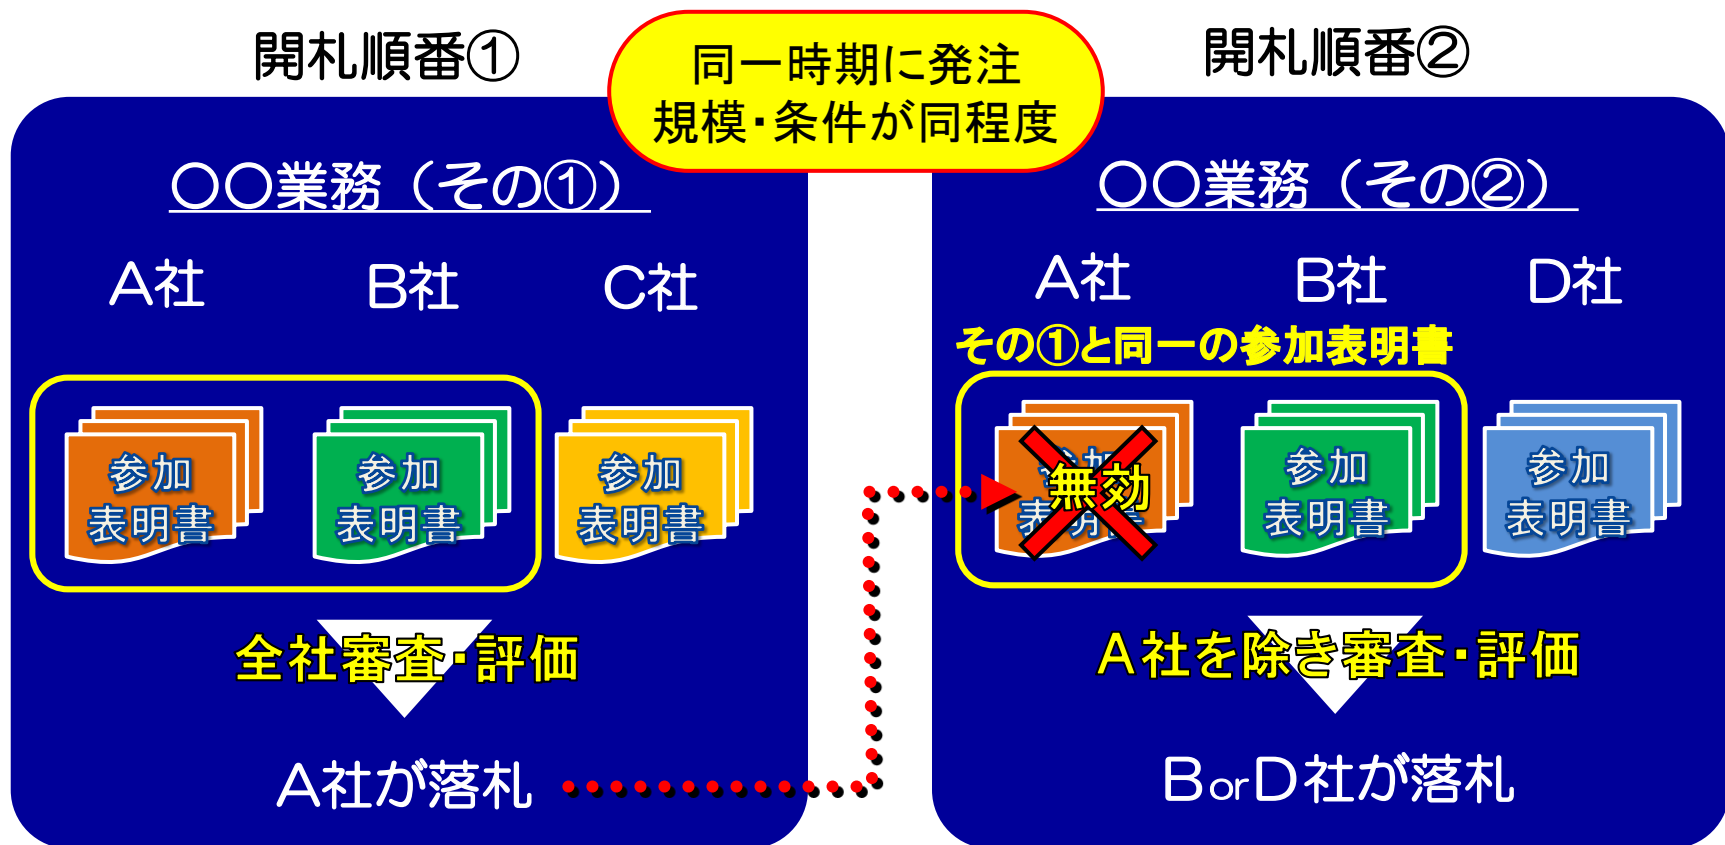 開札順番①
同一時期に発注
規模・条件が同程度
開札順番②
○○業務（その①）
A社 B社 C社
参加
表明書
参加
表明書
参加
表明書
全社審査・評価
A社が落札
○○業務（その②）
A社 B社 D社
その①と同一の参加表明書
参加
表明書
無効
参加
表明書
参加
表明書
A社を除き審査・評価
BorD社が落札